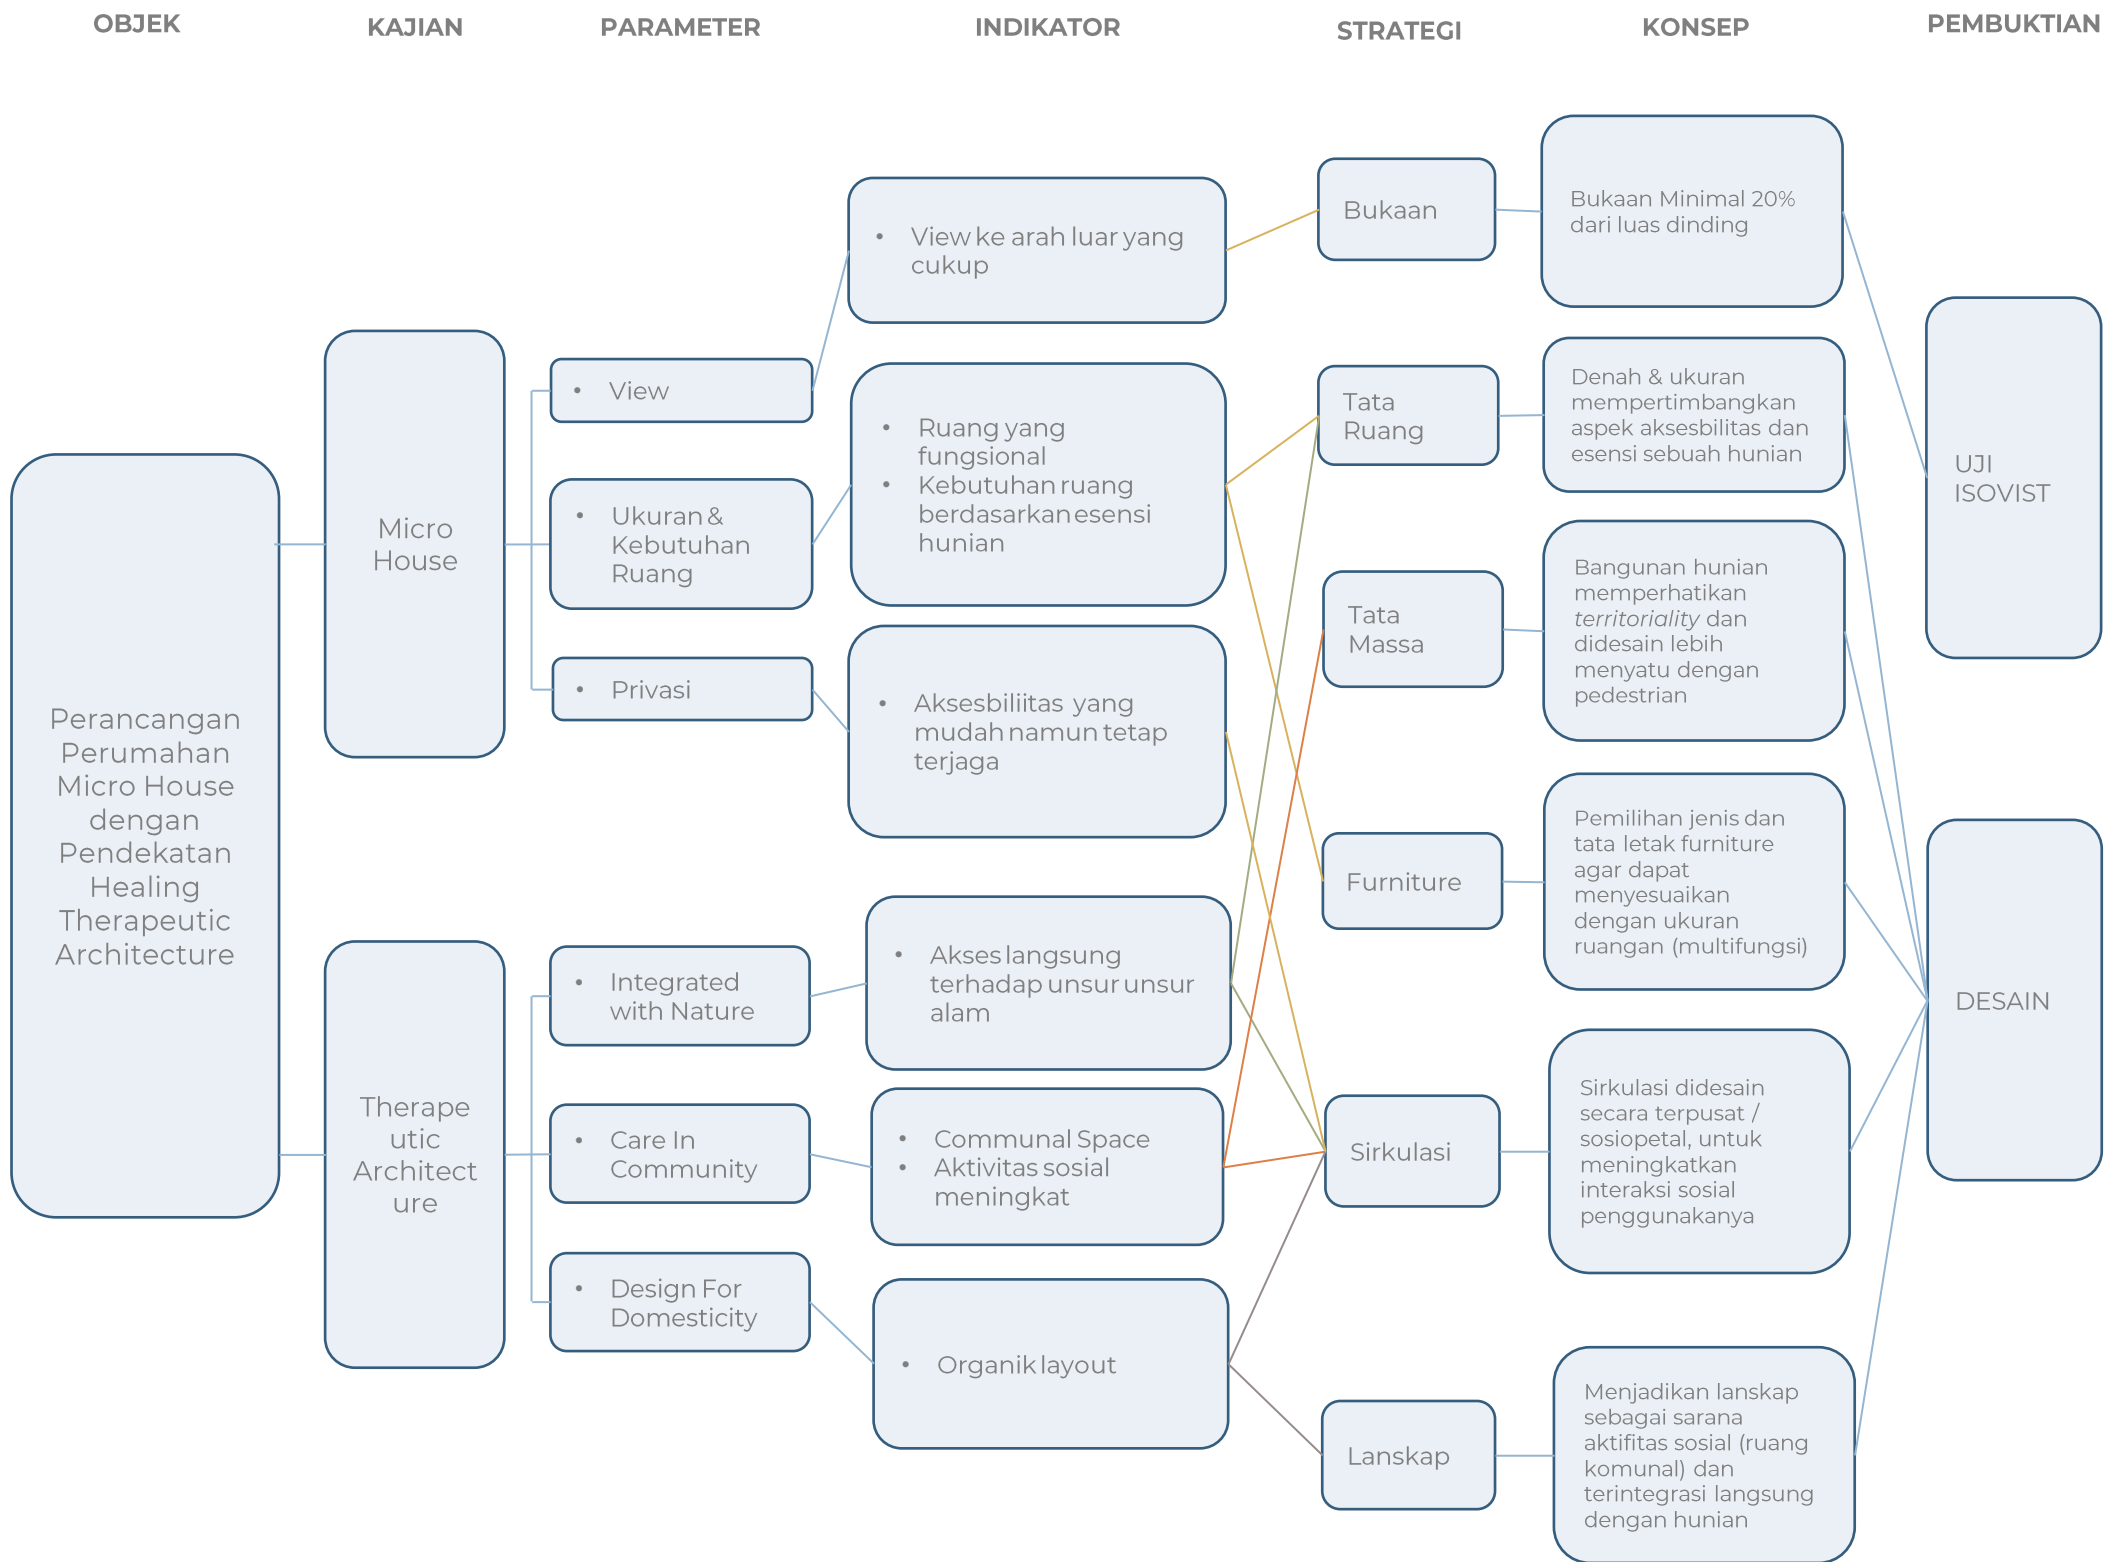 OBJEK
KAJIAN
PARAMETER
INDIKATOR
STRATEGI
KONSEP
PEMBUKTIAN
Perancangan
Perumahan
Micro House
dengan
Pendekatan
Healing
Therapeutic
Architecture
Micro
House
Therape
utic
Architect
ure
• View
• Ukuran &
Kebutuhan
Ruang
• Privasi
• Integrated
with Nature
• Care In
Community
• Design For
Domesticity
• View ke arah luar yang
cukup
• Ruang yang
fungsional
• Kebutuhan ruang
berdasarkan esensi
hunian
• Aksesbiliitas yang
mudah namun tetap
terjaga
• Akses langsung
terhadap unsur unsur
alam
• Communal Space
• Aktivitas sosial
meningkat
• Organik layout
Bukaan
Tata
Ruang
Tata
Massa
Furniture
Sirkulasi
Lanskap
Bukaan Minimal 20%
dari luas dinding
Denah & ukuran
mempertimbangkan
aspek aksesbilitas dan
esensi sebuah hunian
Bangunan hunian
memperhatikan
territoriality dan
didesain lebih
menyatu dengan
pedestrian
Pemilihan jenis dan
tata letak furniture
agar dapat
menyesuaikan
dengan ukuran
ruangan (multifungsi)
Sirkulasi didesain
secara terpusat /
sosiopetal, untuk
meningkatkan
interaksi sosial
penggunakanya
Menjadikan lanskap
sebagai sarana
aktifitas sosial (ruang
komunal) dan
terintegrasi langsung
dengan hunian
UJI
ISOVIST
DESAIN